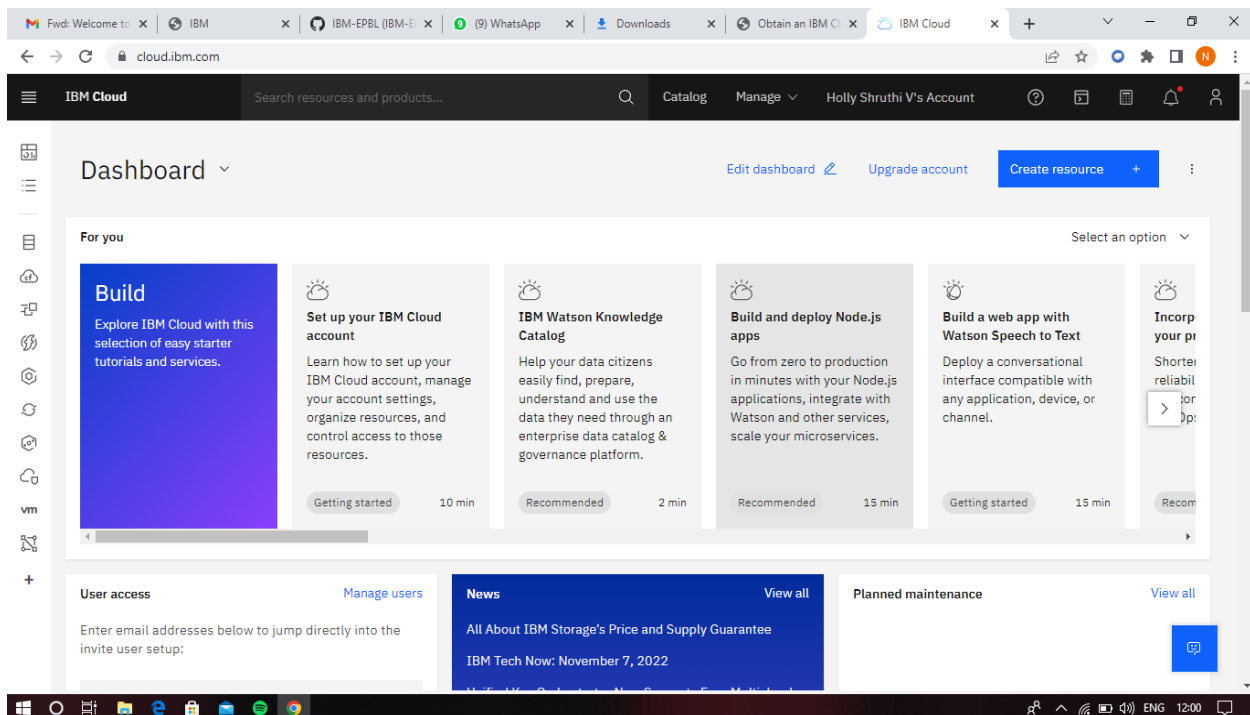 Fwd: Welcome to
IBM
IBM-EPBL (IBM-E
(9) WhatsApp
Downloads
Obtain an IBM C
IBM Cloud
cloud.ibm.com
N
IBM Cloud
Search resources and products...
Catalog
Manage
Holly Shruthi V's Account
Dashboard
Edit dashboard
Upgrade account
Create resource +
For you
Select an option
Build
Explore IBM Cloud with this
selection of easy starter
tutorials and services.
Set up your IBM Cloud
account
Learn how to set up your
IBM Cloud account, manage
your account settings,
organize resources, and
control access to those
resources.
Getting started
10 min
IBM Watson Knowledge
Catalog
Help your data citizens
easily find, prepare,
understand and use the
data they need through an
enterprise data catalog &
governance platform.
Recommended
2 min
Build and deploy Node.js
apps
Go from zero to production
in minutes with your Node.js
applications, integrate with
Watson and other services,
scale your microservices.
Recommended
15 min
Build a web app with
Watson Speech to Text
Deploy a conversational
interface compatible with
any application, device, or
channel.
Getting started
15 min
Incorp
your pr
Shorter
reliabil
Recom
vm
User access
Manage users
Enter email addresses below to jump directly into the
invite user setup:
News
View all
All About IBM Storage's Price and Supply Guarantee
IBM Tech Now: November 7, 2022
Planned maintenance
View all
ENG
12:00